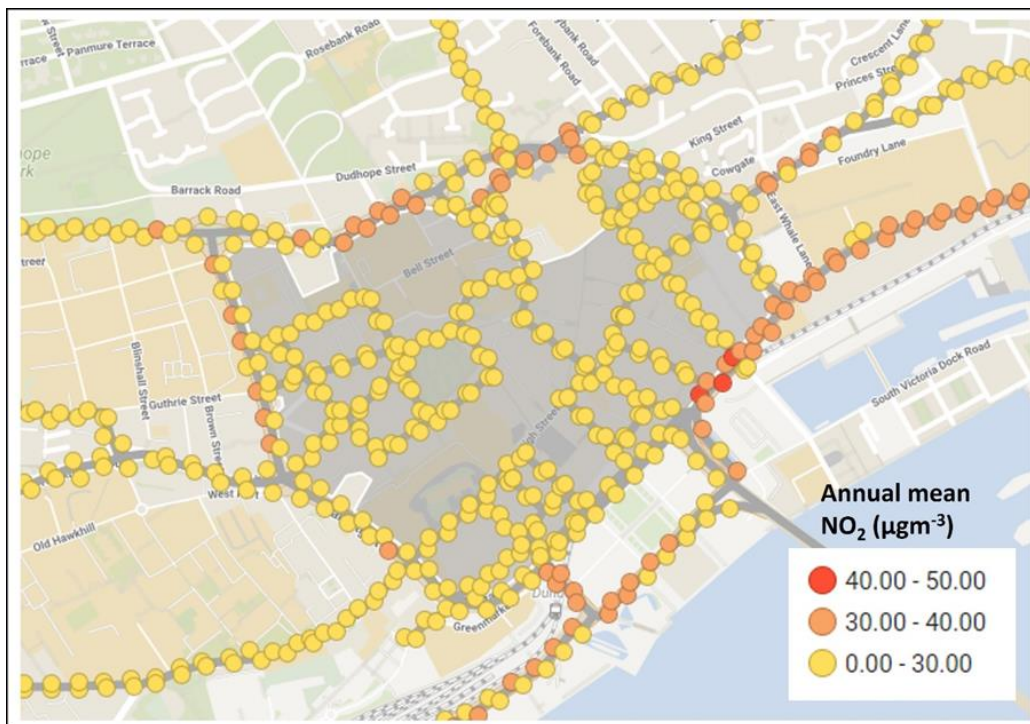 Panmure Terrace
Rosebank Road
Forebank Road
Crescent Lane
Princes Street
King Street
Cowgate
Foundry Lane
Dudhope Street
Barrack Road
East Whale Lane
Bell Street
South Victoria Dock Road
Blinshall Street
Guthrie Street
Brown Street
Old Hawkhill
Annual mean
NO₂ (µgm⁻³)
40.00 - 50.00
30.00 - 40.00
0.00 - 30.00